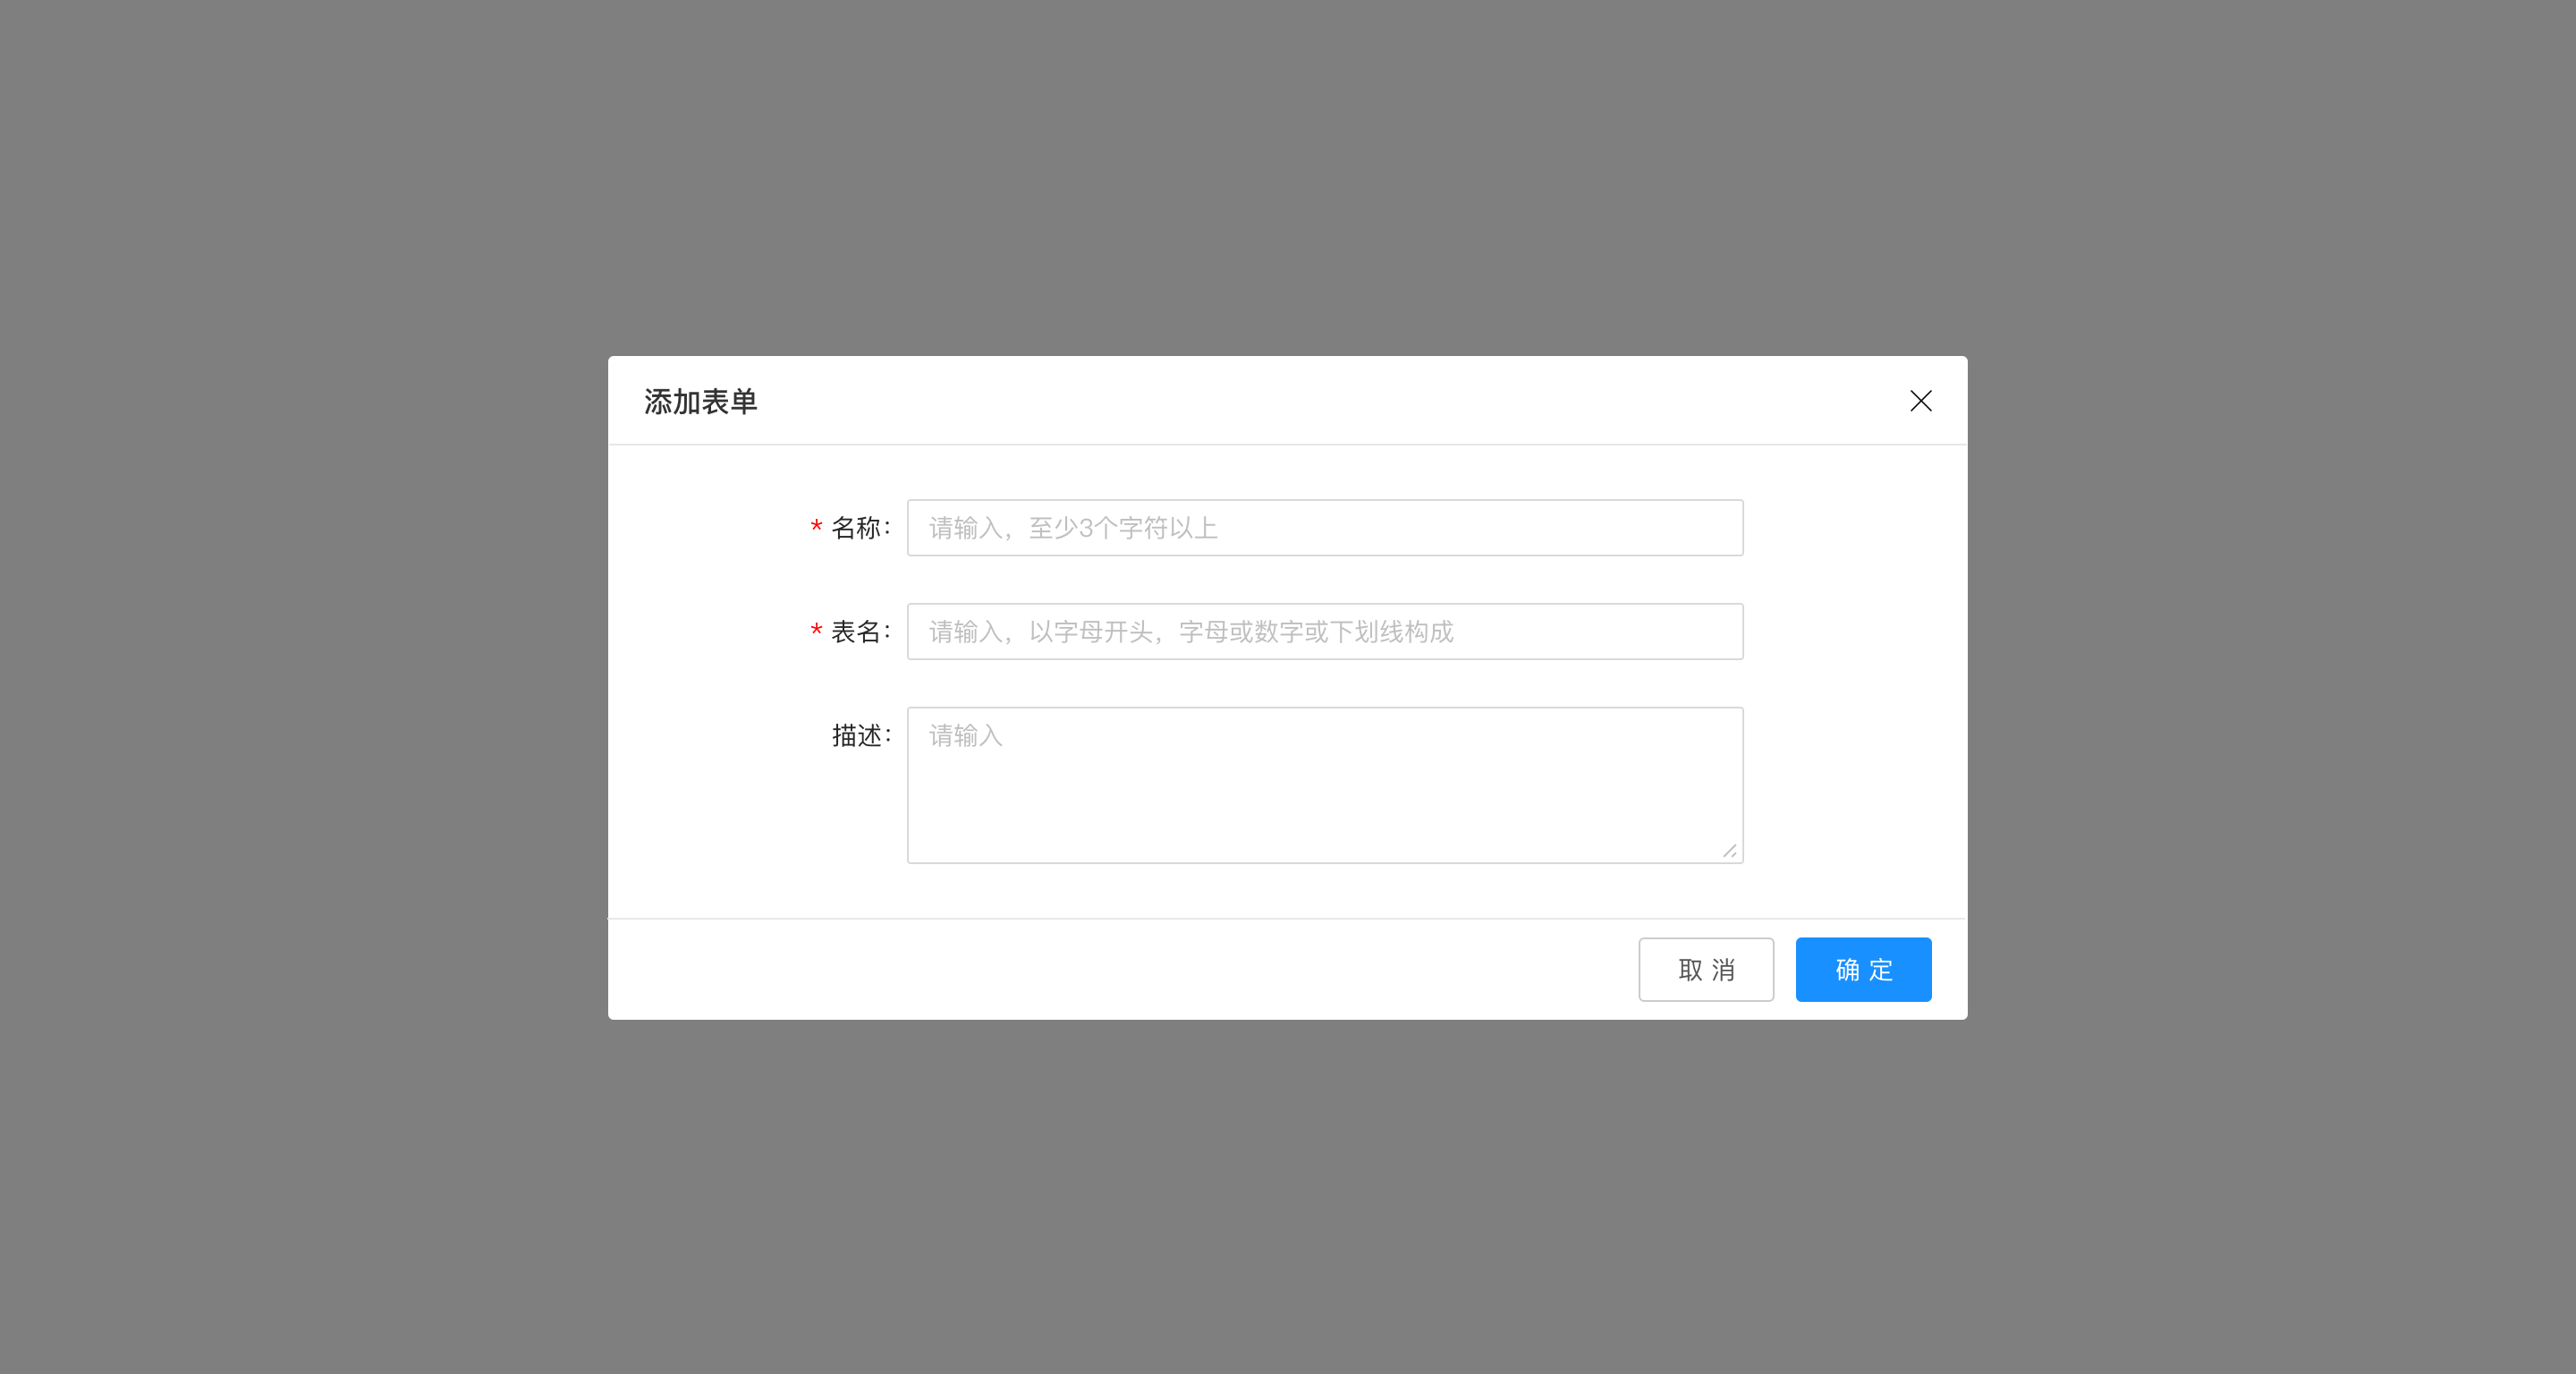 添加表单
* 名称：
请输入，至少3个字符以上
* 表名：
请输入，以字母开头，字母或数字或下划线构成
描述：
请输入
取 消
确 定